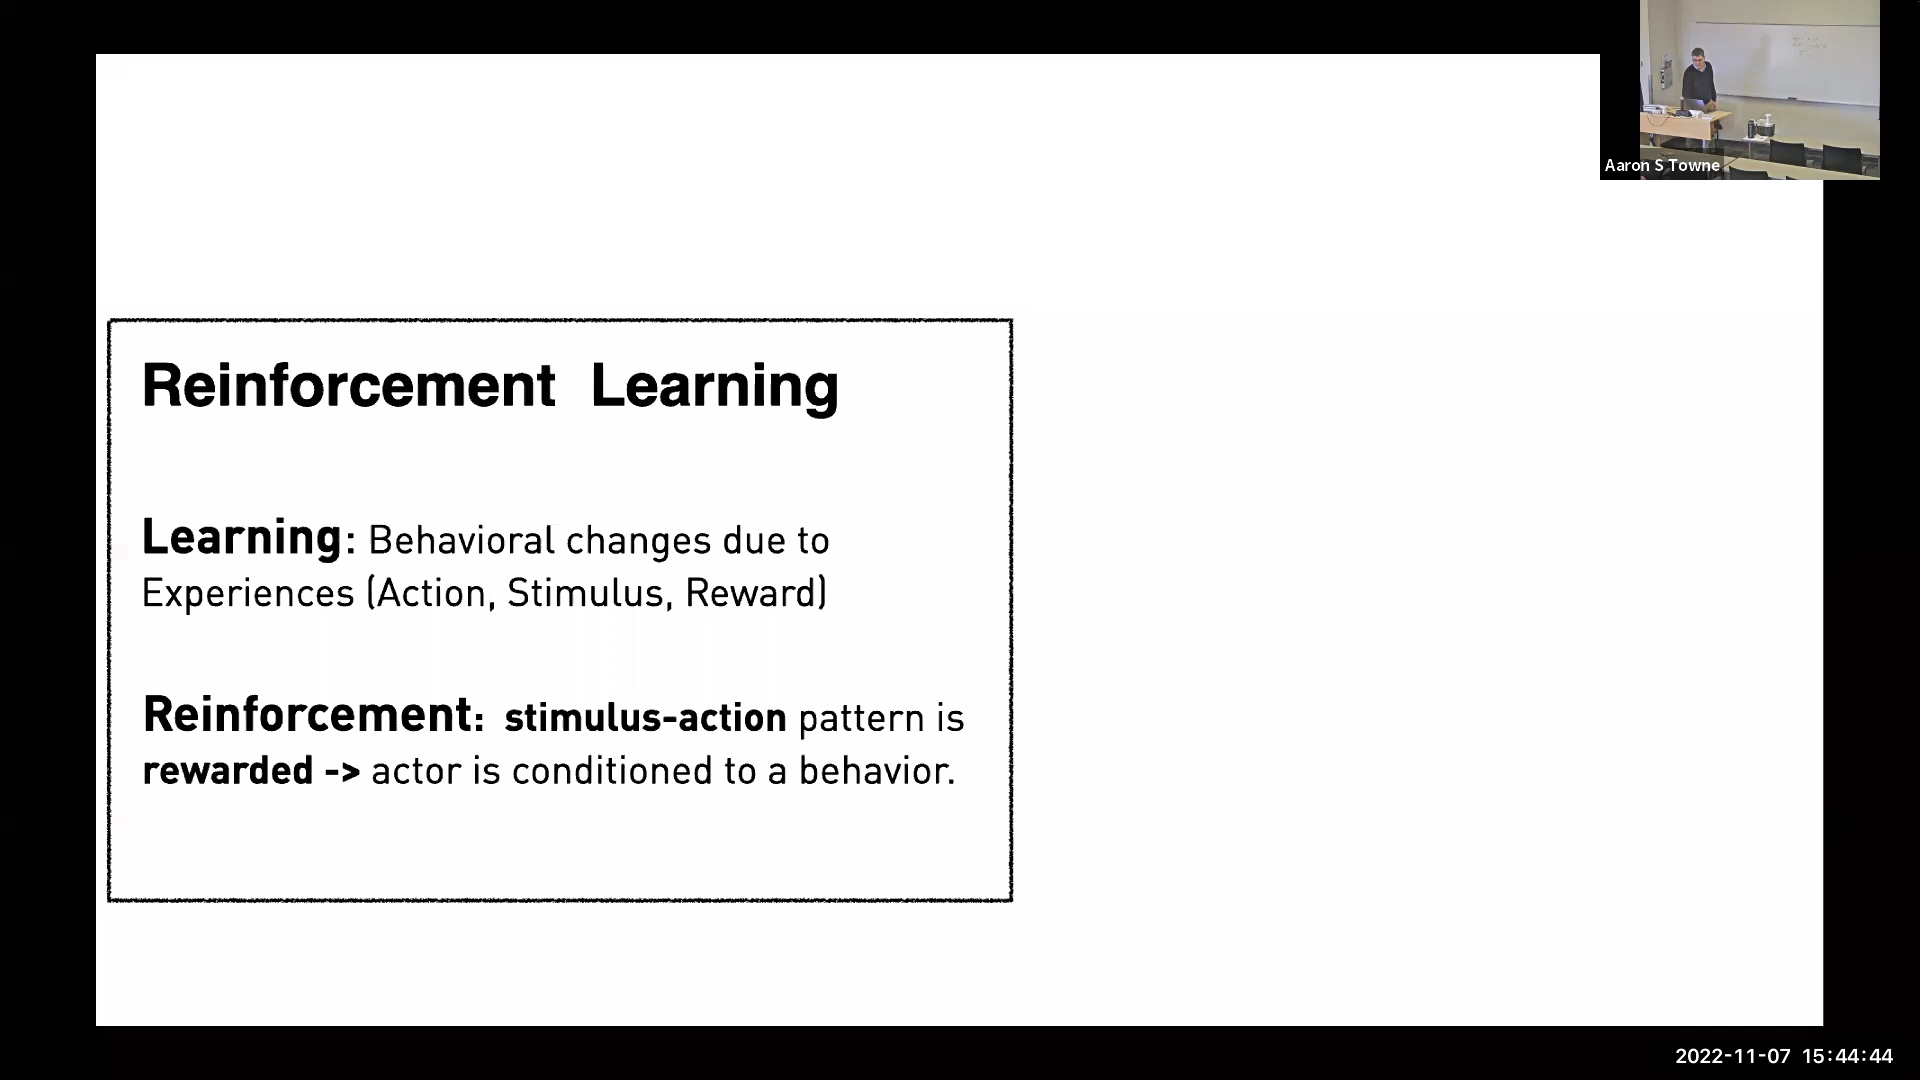 Aaron S Towne
Reinforcement Learning
Learning: Behavioral changes due to
Experiences (Action, Stimulus, Reward)
Reinforcement: stimulus-action pattern is
rewarded -> actor is conditioned to a behavior.
2022-11-07 15:44:44